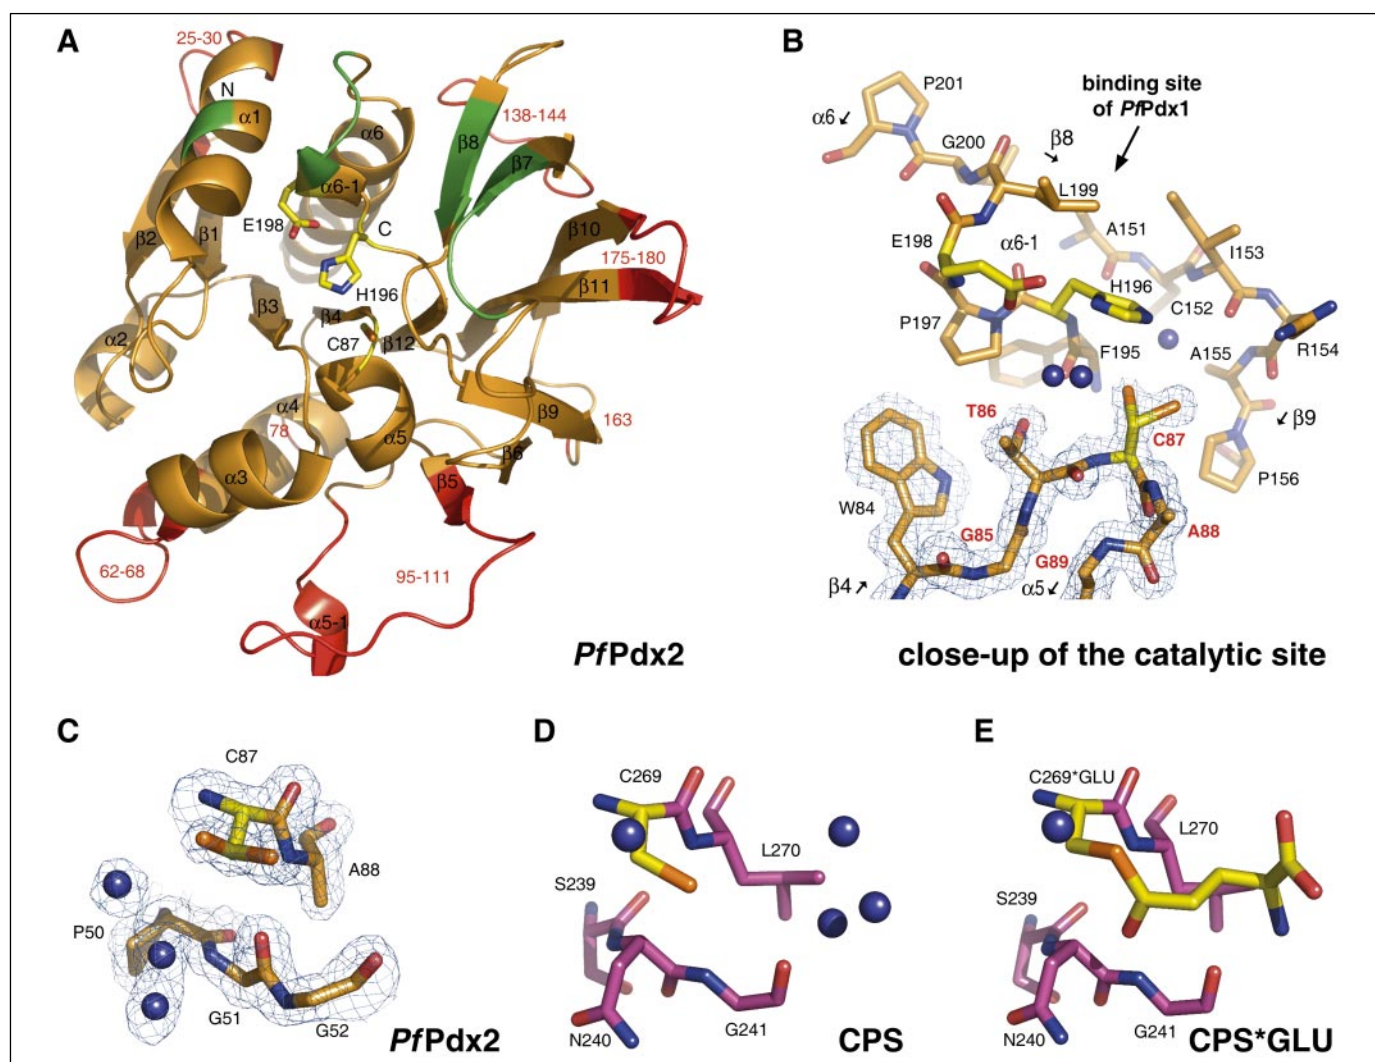 A
25-30
N
α1
α6
β8
138-144
β7
α6-1
E198
C
β2
β1
β10
175-180
H196
β11
β3
β4
α2
C87
β12
α4
78
α5
β9
163
β6
α3
β5
62-68
95-111
α5-1
PfPdx2
B
P201
binding site
of PfPdx1
α6
G200
β8
L199
E198
α6-1
A151
I153
H196
C152
P197
F195
A155
R154
T86
C87
β9
P156
W84
G85
A88
G89
β4
α5
close-up of the catalytic site
C
C87
A88
P50
G51
G52
PfPdx2
D
C269
L270
S239
N240
G241
CPS
E
C269*GLU
L270
S239
N240
G241
CPS*GLU